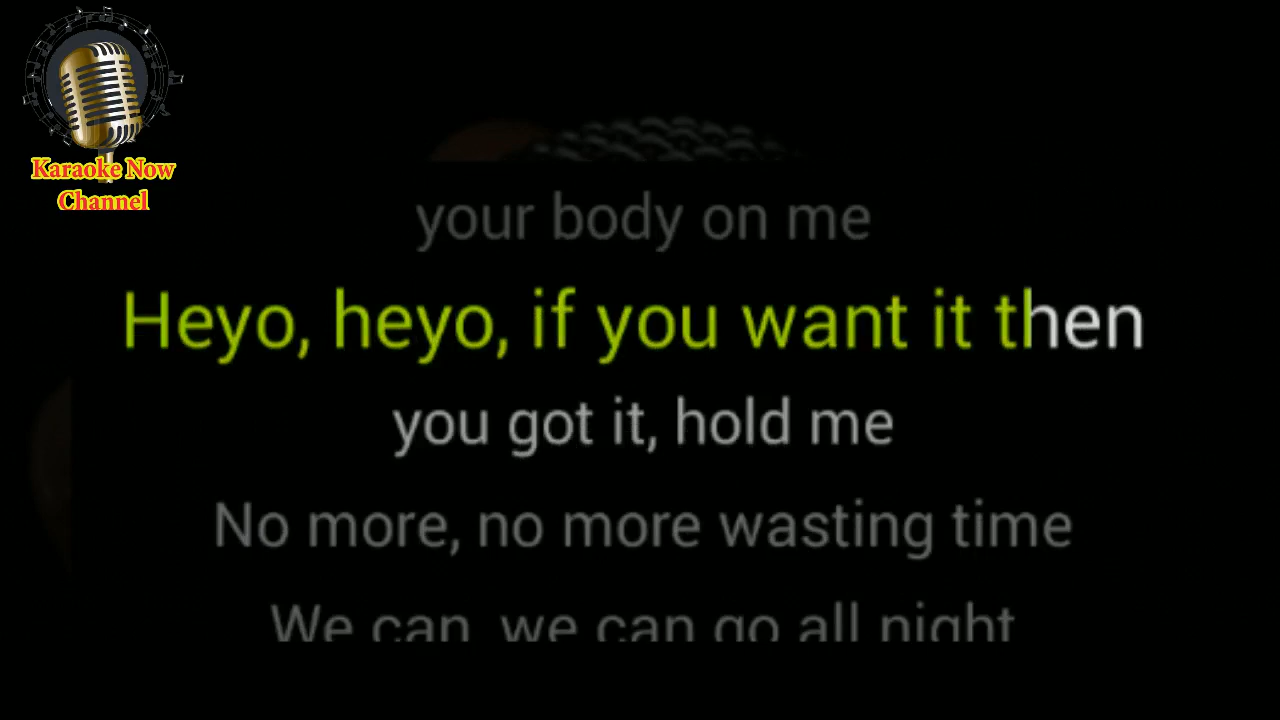 Karaoke Now
Channel
your body on me
Heyo, heyo, if you want it then
you got it, hold me
No more, no more wasting time
We can, we can go all night